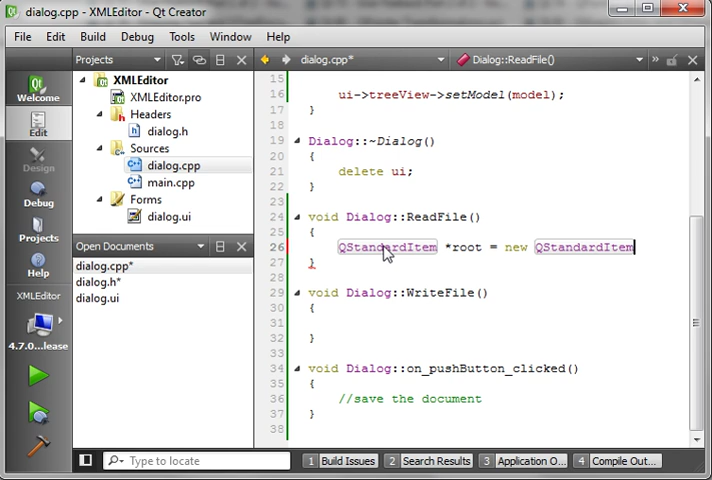 dialog.cpp - XMLEditor - Qt Creator
File Edit View Build Debug Analyze Tools Window Help
Projects
dialog.cpp*
Dialog::ReadFile()
Welcome
Edit
Design
Debug
Projects
Help
XMLEditor
4.7.0...lease
XMLEditor
XMLEditor.pro
Headers
dialog.h
Sources
dialog.cpp
main.cpp
Forms
dialog.ui
Open Documents
dialog.cpp*
dialog.h*
dialog.ui
15
16 ui->treeView->setModel(model);
17 }
18
19 Dialog::~Dialog()
20 {
21 delete ui;
22 }
23
24 void Dialog::ReadFile()
25 {
26 QStandardItem *root = new QStandardItem
27 }
28
29 void Dialog::WriteFile()
30 {
31
32 }
33
34 void Dialog::on_pushButton_clicked()
35 {
36 //save the document
37 }
38
Type to locate
1 Build Issues
2 Search Results
3 Application O...
4 Compile Out...